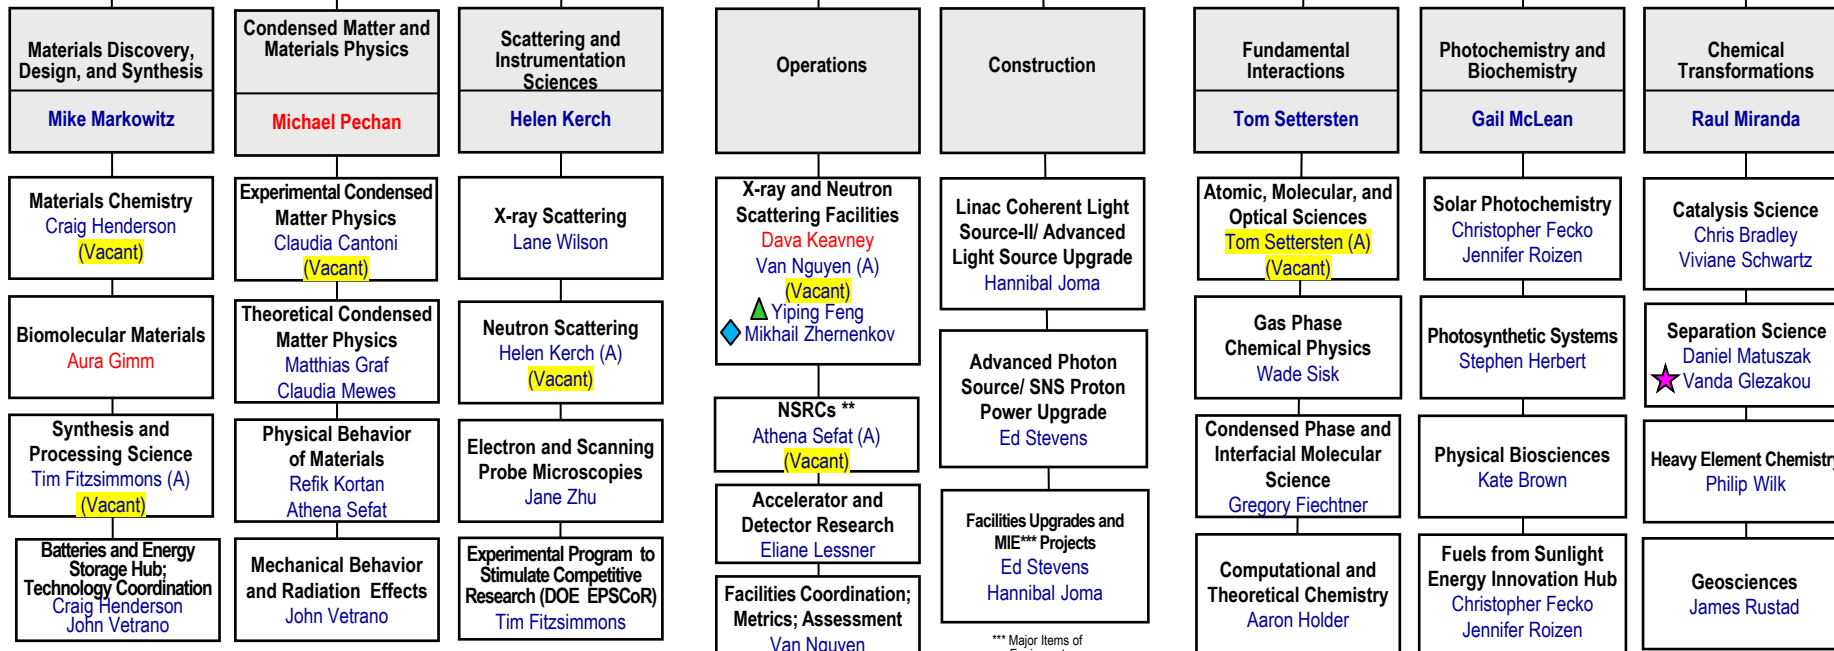 Materials Discovery,
Design, and Synthesis
Mike Markowitz
Materials Chemistry
Craig Henderson
(Vacant)
Biomolecular Materials
Aura Gimm
Synthesis and
Processing Science
Tim Fitzsimmons (A)
(Vacant)
Batteries and Energy
Storage Hub;
Technology Coordination
Craig Henderson
John Vetrano
Condensed Matter and
Materials Physics
Michael Pechan
Experimental Condensed
Matter Physics
Claudia Cantoni
(Vacant)
Theoretical Condensed
Matter Physics
Matthias Graf
Claudia Mewes
Physical Behavior
of Materials
Refik Kortan
Athena Sefat
Mechanical Behavior
and Radiation Effects
John Vetrano
Scattering and
Instrumentation
Sciences
Helen Kerch
X-ray Scattering
Lane Wilson
Neutron Scattering
Helen Kerch (A)
(Vacant)
Electron and Scanning
Probe Microscopies
Jane Zhu
Experimental Program to
Stimulate Competitive
Research (DOE EPSCoR)
Tim Fitzsimmons
Operations
X-ray and Neutron
Scattering Facilities
Dava Keavney
Van Nguyen (A)
(Vacant)
Yiping Feng
Mikhail Zhernenkov
NSRCs **
Athena Sefat (A)
(Vacant)
Accelerator and
Detector Research
Eliane Lessner
Facilities Coordination;
Metrics; Assessment
Van Nguyen
Construction
Linac Coherent Light
Source-II/ Advanced
Light Source Upgrade
Hannibal Joma
Advanced Photon
Source/ SNS Proton
Power Upgrade
Ed Stevens
Facilities Upgrades and
MIE*** Projects
Ed Stevens
Hannibal Joma
*** Major Items of
Fundamental
Interactions
Tom Settersten
Atomic, Molecular, and
Optical Sciences
Tom Settersten (A)
(Vacant)
Gas Phase
Chemical Physics
Wade Sisk
Condensed Phase and
Interfacial Molecular
Science
Gregory Fiechtner
Computational and
Theoretical Chemistry
Aaron Holder
Photochemistry and
Biochemistry
Gail McLean
Solar Photochemistry
Christopher Fecko
Jennifer Roizen
Photosynthetic Systems
Stephen Herbert
Physical Biosciences
Kate Brown
Fuels from Sunlight
Energy Innovation Hub
Christopher Fecko
Jennifer Roizen
Chemical
Transformations
Raul Miranda
Catalysis Science
Chris Bradley
Viviane Schwartz
Separation Science
Daniel Matuszak
Vanda Glezakou
Heavy Element Chemistry
Philip Wilk
Geosciences
James Rustad